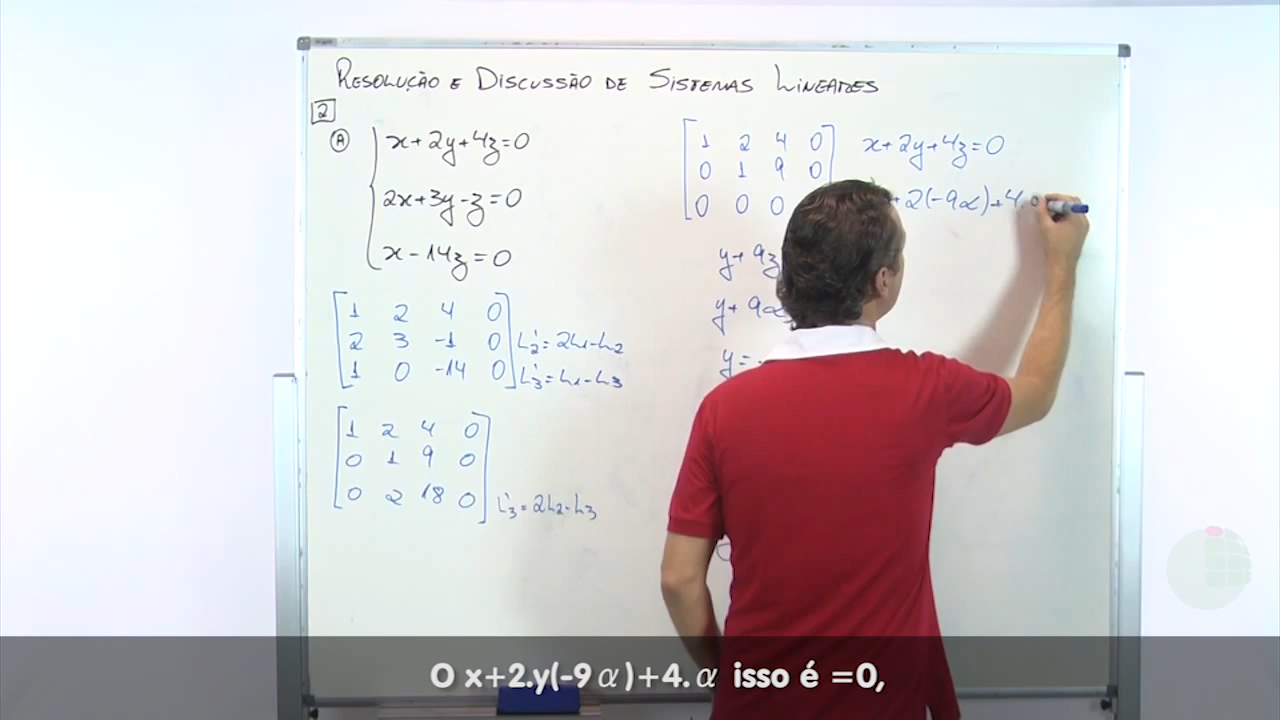 RESOLUÇÃO E DISCUSSÃO DE SISTEMAS LINEARES
2
A
x+2y+4z=0
2x+3y-z=0
x-14z=0
1 2 4 0
2 3 -1 0 L'2=2L1-L2
1 0 -14 0 L'3=L1-L3
1 2 4 0
0 1 9 0
0 2 18 0 L'3=2L2-L3
1 2 4 0
0 1 9 0
0 0 0
y+9z
y+9α
y=-
x+2y+4z=0
+2(-9α)+4.α
O x+2.y(-9α)+4.α isso é =0,